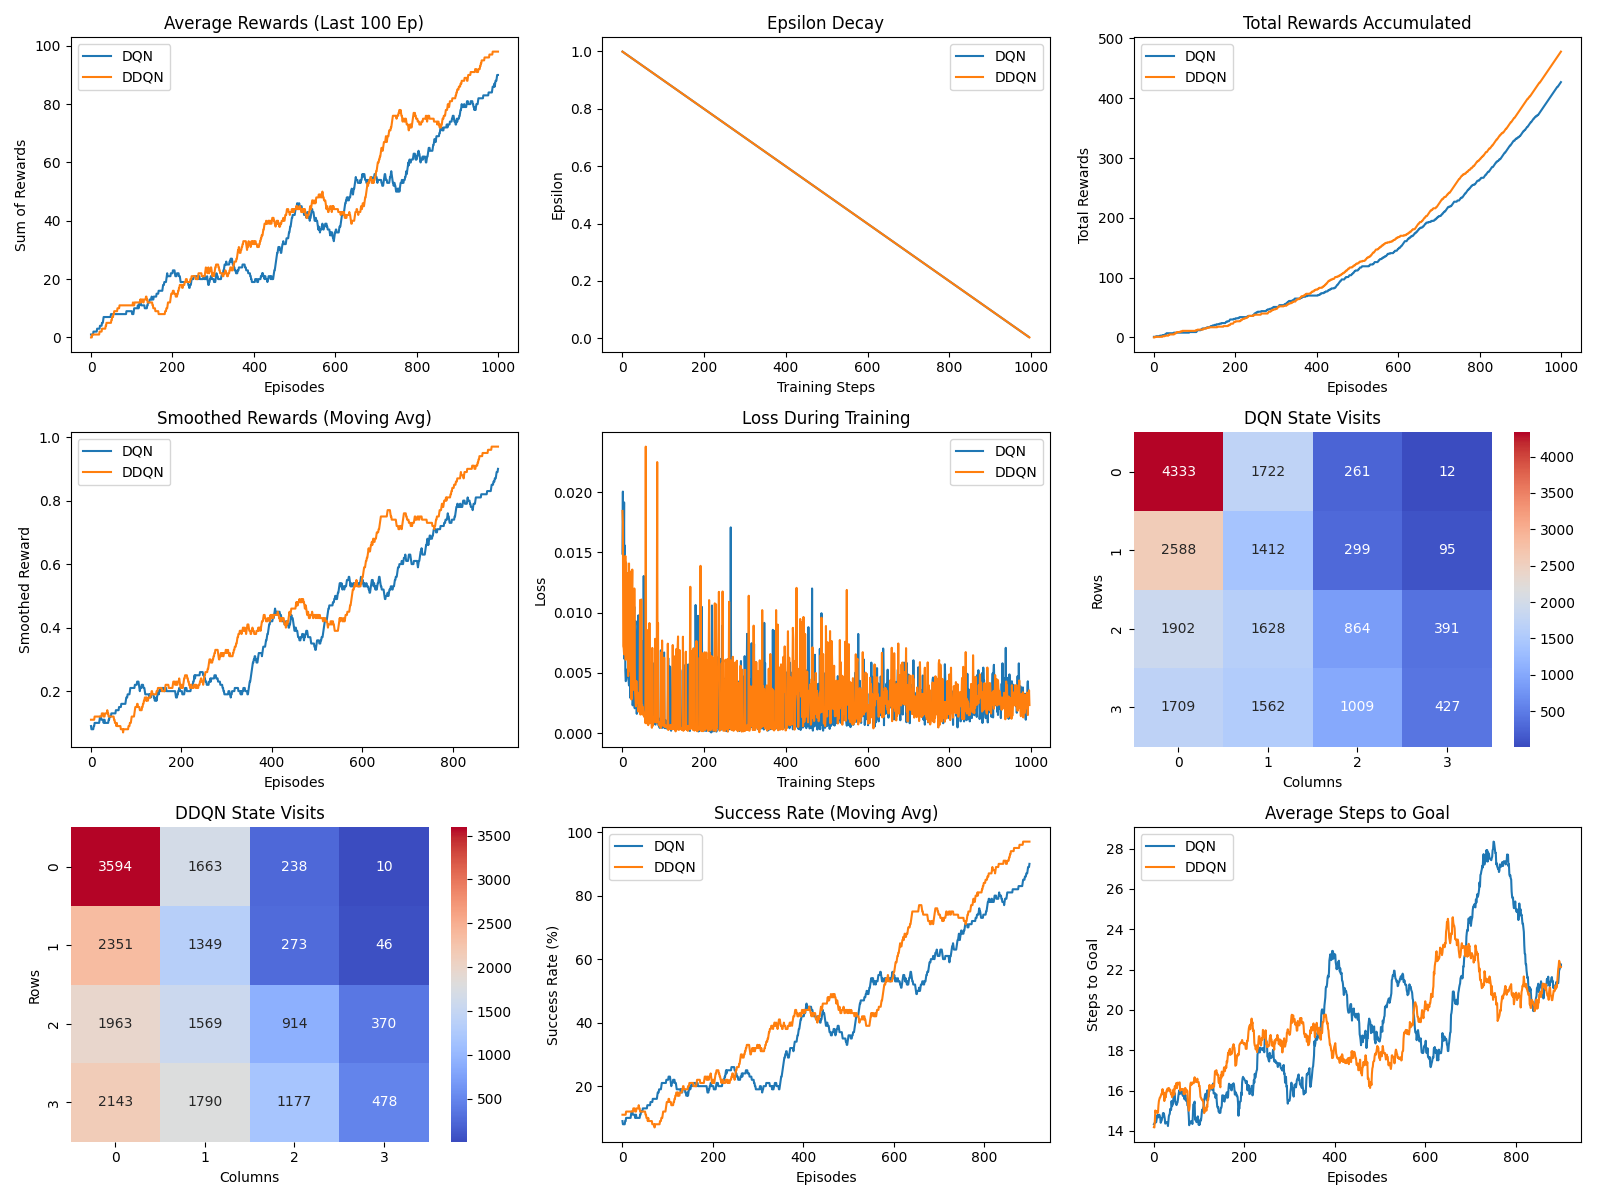 Average Rewards (Last 100 Ep)
DQN
DDQN
100
80
60
40
20
0
Sum of Rewards
0 200 400 600 800 1000
Episodes
Epsilon Decay
DQN
DDQN
1.0
0.8
0.6
0.4
0.2
0.0
Epsilon
0 200 400 600 800 1000
Training Steps
Total Rewards Accumulated
DQN
DDQN
500
400
300
200
100
0
Total Rewards
0 200 400 600 800 1000
Episodes
Smoothed Rewards (Moving Avg)
DQN
DDQN
1.0
0.8
0.6
0.4
0.2
Smoothed Reward
0 200 400 600 800
Episodes
Loss During Training
DQN
DDQN
0.020
0.015
0.010
0.005
0.000
Loss
0 200 400 600 800 1000
Training Steps
DQN State Visits
0 4333 1722 261 12
1 2588 1412 299 95
2 1902 1628 864 391
3 1709 1562 1009 427
Rows
0 1 2 3
Columns
4000
3500
3000
2500
2000
1500
1000
500
DDQN State Visits
0 3594 1663 238 10
1 2351 1349 273 46
2 1963 1569 914 370
3 2143 1790 1177 478
Rows
0 1 2 3
Columns
3500
3000
2500
2000
1500
1000
500
Success Rate (Moving Avg)
DQN
DDQN
100
80
60
40
20
Success Rate (%)
0 200 400 600 800
Episodes
Average Steps to Goal
DQN
DDQN
28
26
24
22
20
18
16
14
Steps to Goal
0 200 400 600 800
Episodes